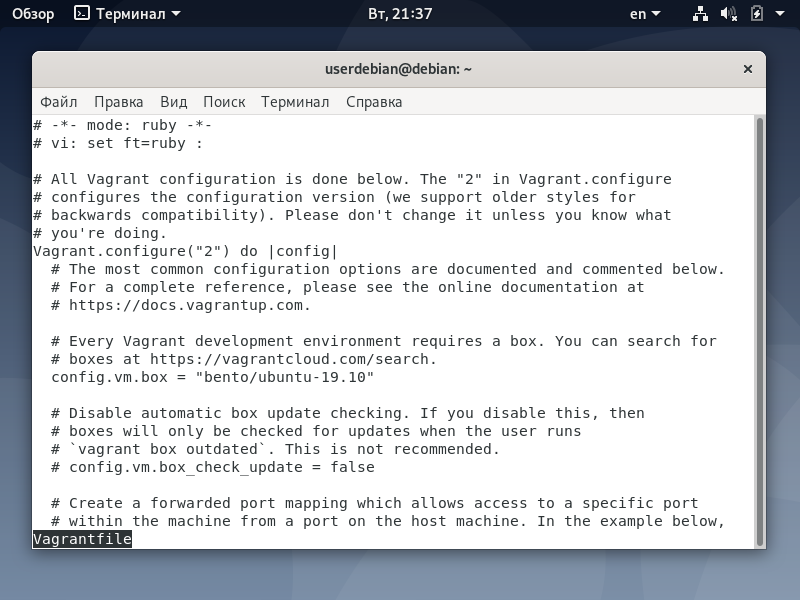 Обзор Терминал Вт, 21:37 en
userdebian@debian: ~ ×
Файл Правка Вид Поиск Терминал Справка
# -*- mode: ruby -*-
# vi: set ft=ruby :

# All Vagrant configuration is done below. The "2" in Vagrant.configure
# configures the configuration version (we support older styles for
# backwards compatibility). Please don't change it unless you know what
# you're doing.
Vagrant.configure("2") do |config|
  # The most common configuration options are documented and commented below.
  # For a complete reference, please see the online documentation at
  # https://docs.vagrantup.com.

  # Every Vagrant development environment requires a box. You can search for
  # boxes at https://vagrantcloud.com/search.
  config.vm.box = "bento/ubuntu-19.10"

  # Disable automatic box update checking. If you disable this, then
  # boxes will only be checked for updates when the user runs
  # `vagrant box outdated`. This is not recommended.
  # config.vm.box_check_update = false

  # Create a forwarded port mapping which allows access to a specific port
  # within the machine from a port on the host machine. In the example below,
Vagrantfile